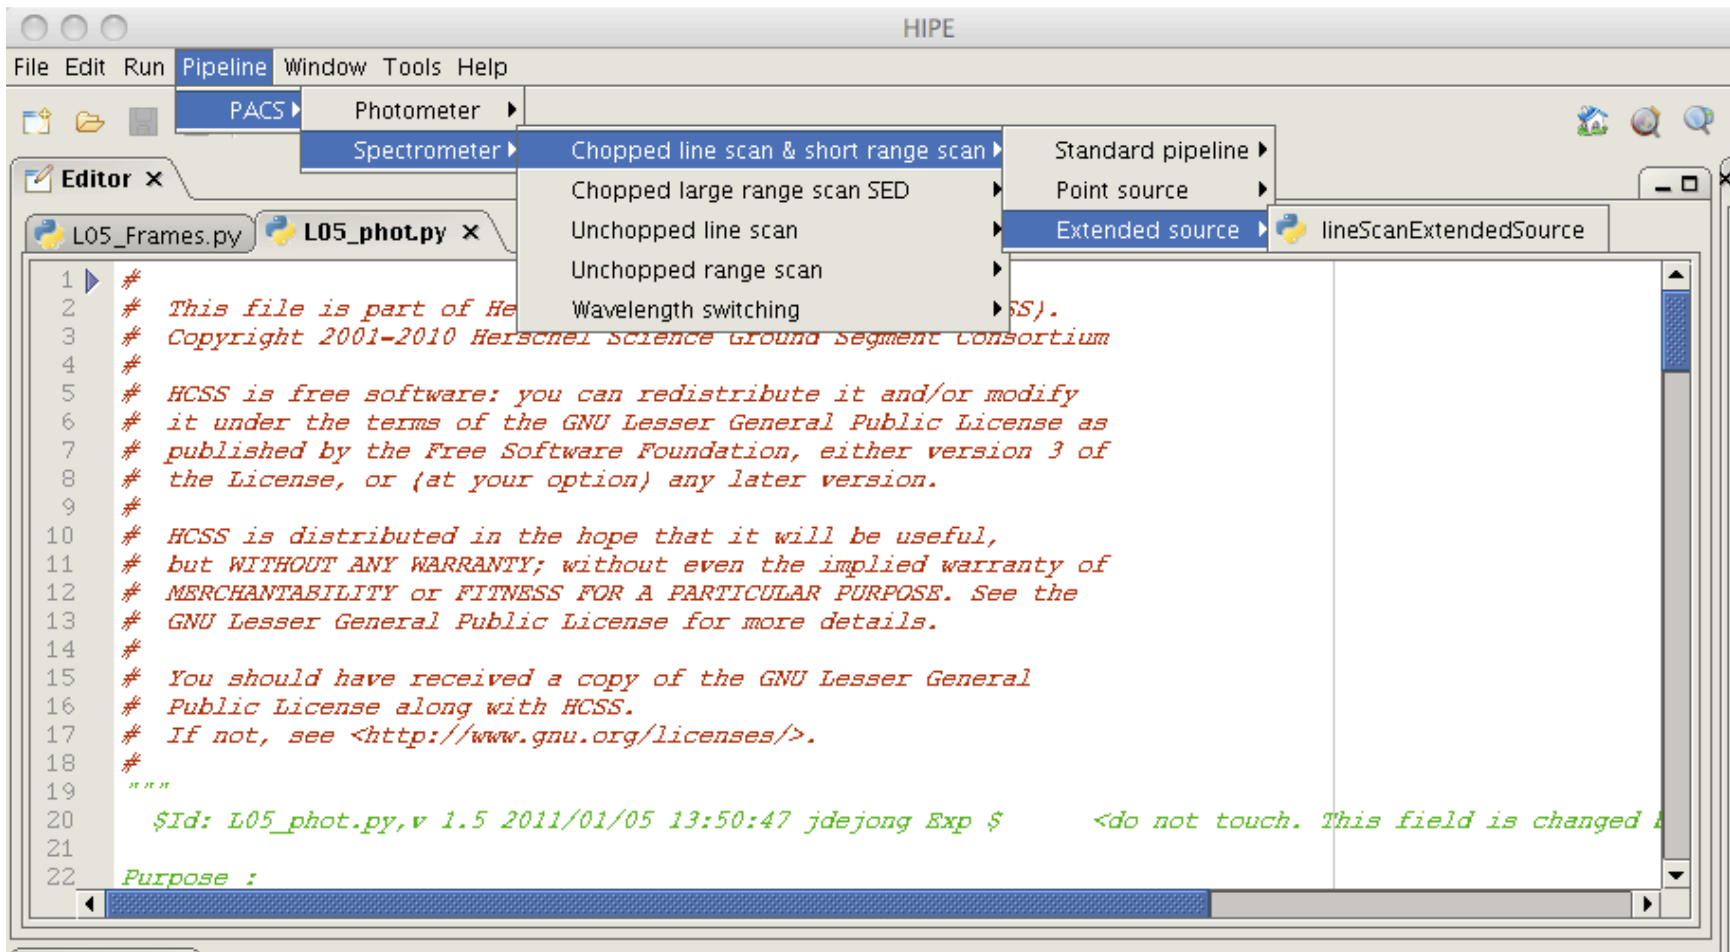 HIPE
File Edit Run Pipeline Window Tools Help
PACS
Photometer
Spectrometer
Chopped line scan & short range scan
Chopped large range scan SED
Unchopped line scan
Unchopped range scan
Wavelength switching
Standard pipeline
Point source
Extended source
lineScanExtendedSource
Editor ×
L05_Frames.py
L05_phot.py ×
1 #
2 # This file is part of He SS).
3 # Copyright 2001-2010 Herschel Science Ground Segment Consortium
4 #
5 # HCSS is free software: you can redistribute it and/or modify
6 # it under the terms of the GNU Lesser General Public License as
7 # published by the Free Software Foundation, either version 3 of
8 # the License, or (at your option) any later version.
9 #
10 # HCSS is distributed in the hope that it will be useful,
11 # but WITHOUT ANY WARRANTY; without even the implied warranty of
12 # MERCHANTABILITY or FITNESS FOR A PARTICULAR PURPOSE. See the
13 # GNU Lesser General Public License for more details.
14 #
15 # You should have received a copy of the GNU Lesser General
16 # Public License along with HCSS.
17 # If not, see <http://www.gnu.org/licenses/>.
18 #
19 """
20 $Id: L05_phot.py,v 1.5 2011/01/05 13:50:47 jdejong Exp $ <do not touch. This field is changed
21
22 Purpose :